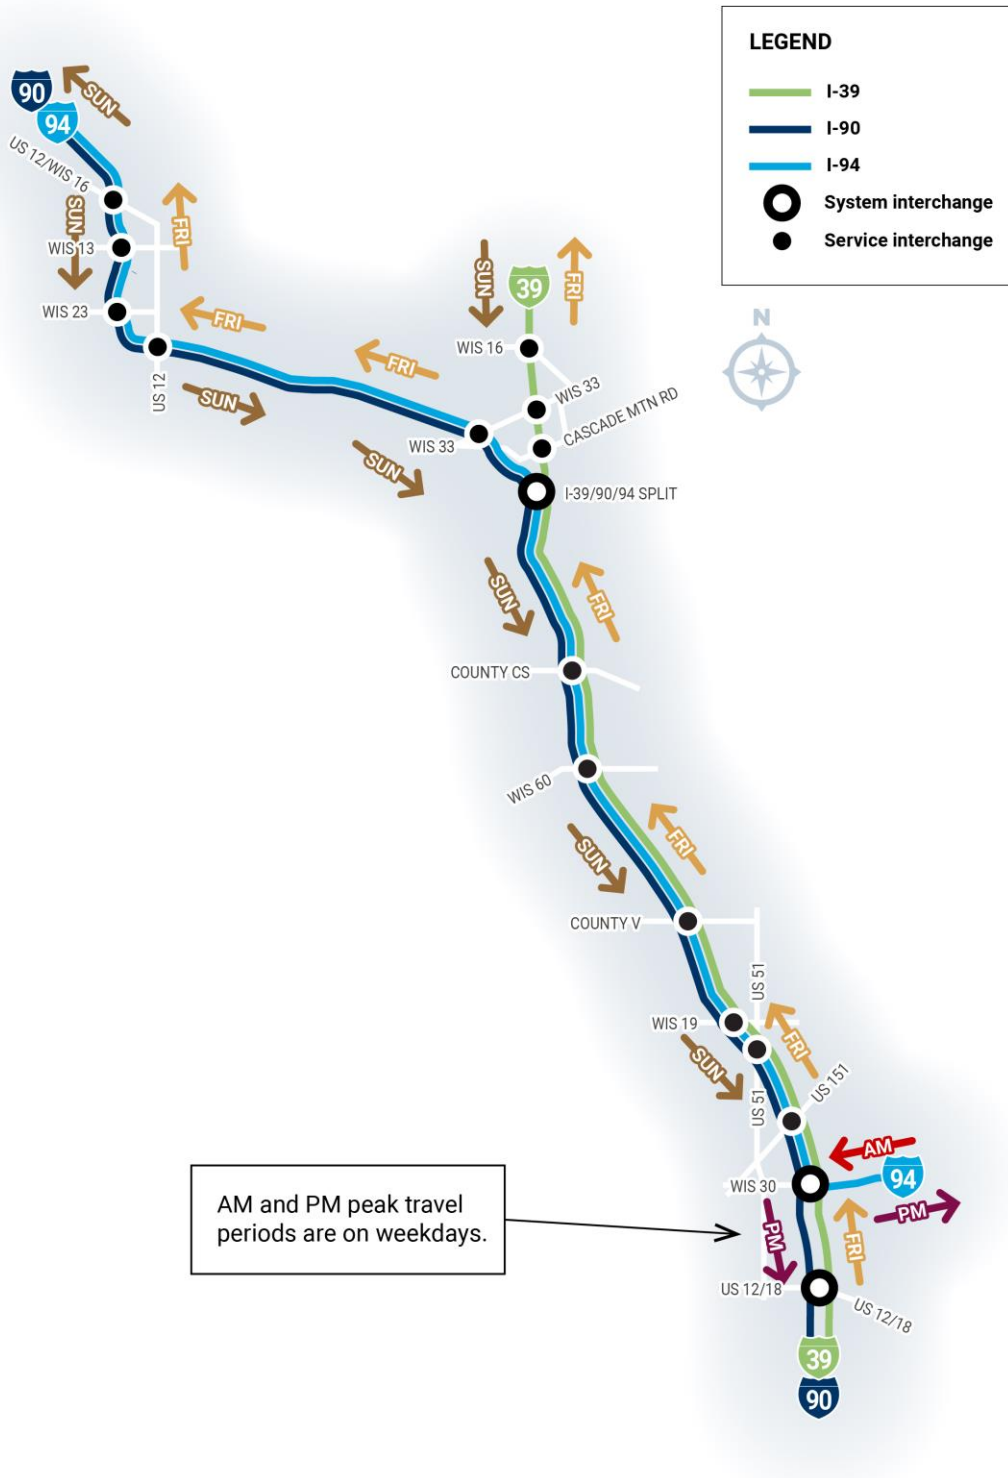 LEGEND
I-39
I-90
I-94
System interchange
Service interchange
N
90
94
SUN
US 12/WIS 16
SUN
FRI
WIS 13
WIS 23
FRI
US 12
SUN
FRI
SUN
39
FRI
WIS 16
WIS 33
CASCADE MTN RD
WIS 33
SUN
I-39/90/94 SPLIT
SUN
FRI
COUNTY CS
WIS 60
SUN
FRI
COUNTY V
US 51
WIS 19
FRI
SUN
US 51
US 151
AM
WIS 30
94
PM
PM
FRI
AM and PM peak travel
periods are on weekdays.
US 12/18
US 12/18
39
90